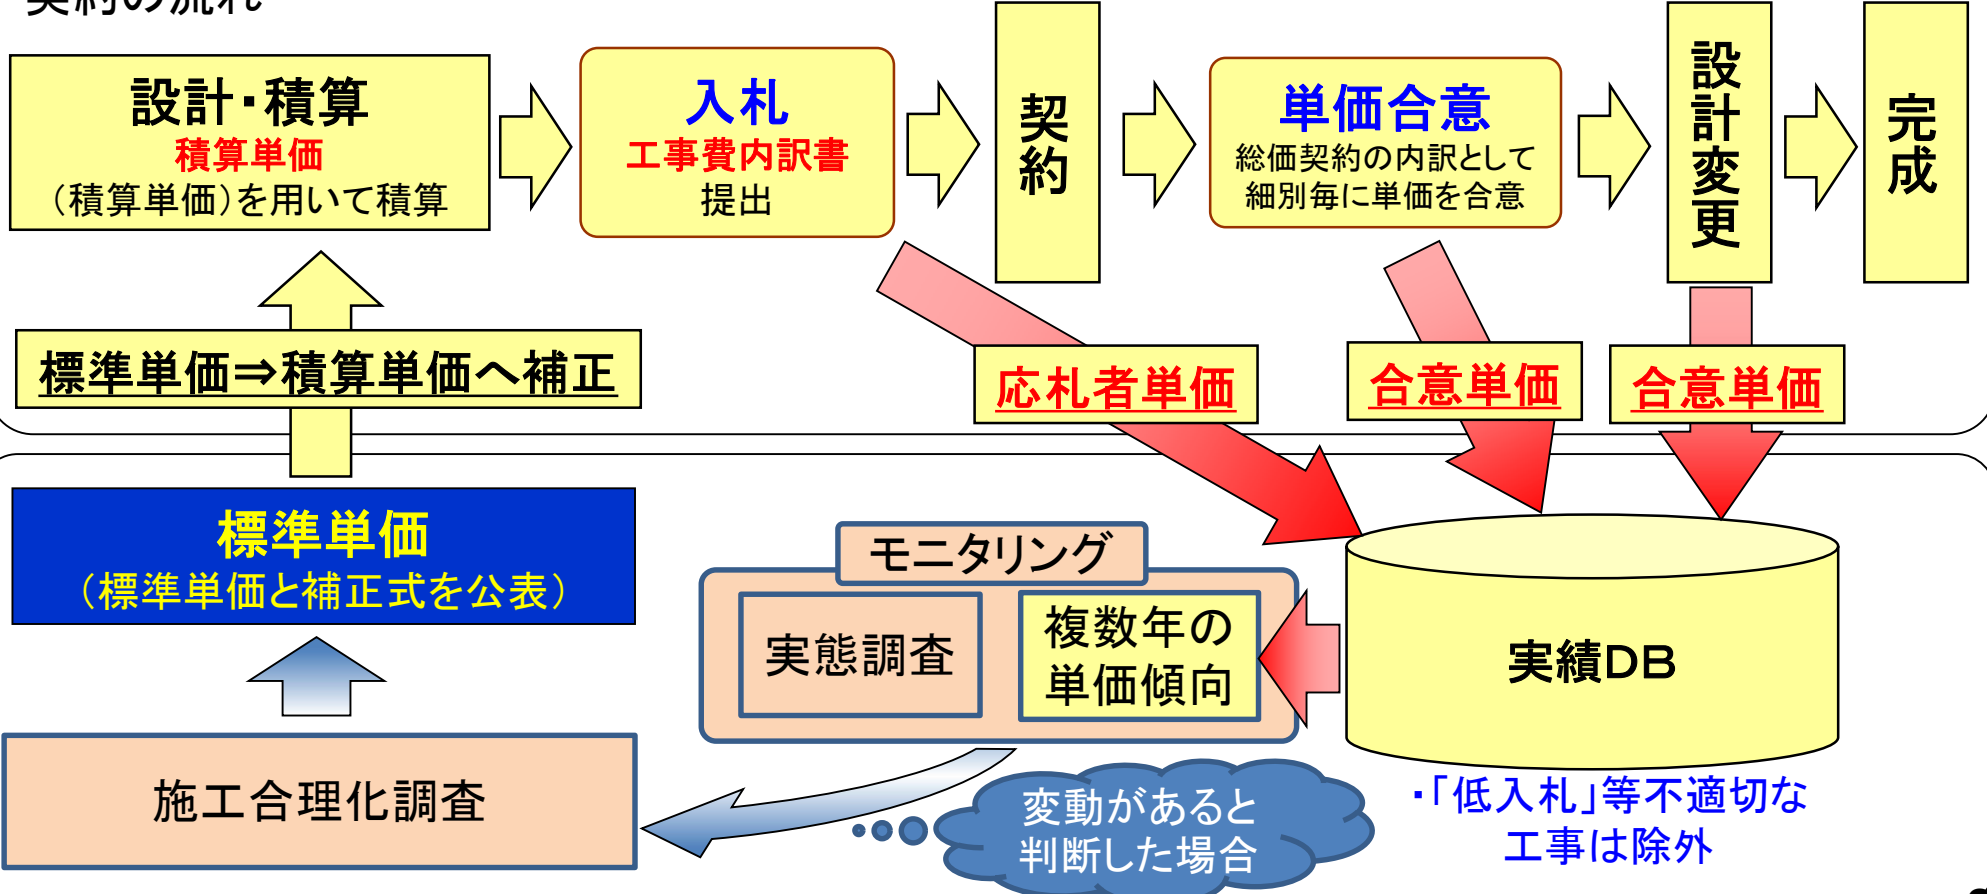 契約の流れ
設計・積算
積算単価
（積算単価）を用いて積算
入札
工事費内訳書
提出
契約
単価合意
総価契約の内訳として
細別毎に単価を合意
設計変更
完成
標準単価⇒積算単価へ補正
応札者単価
合意単価
合意単価
標準単価
（標準単価と補正式を公表）
モニタリング
実態調査
複数年の
単価傾向
実績DB
施工合理化調査
変動があると
判断した場合
・「低入札」等不適切な
工事は除外